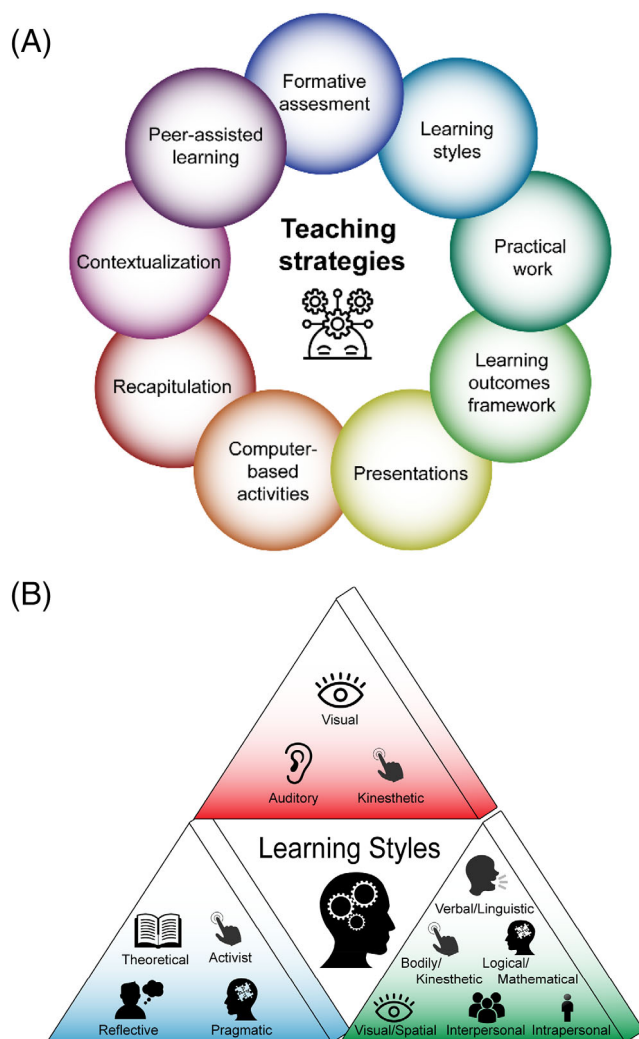 (A)
Formative
assesment
Peer-assisted
learning
Learning
styles
Contextualization
Teaching
strategies
Practical
work
Recapitulation
Learning
outcomes
framework
Computer-
based
activities
Presentations
(B)
Visual
Auditory
Kinesthetic
Learning Styles
Theoretical
Activist
Reflective
Pragmatic
Verbal/Linguistic
Bodily/
Kinesthetic
Logical/
Mathematical
Visual/Spatial
Interpersonal
Intrapersonal